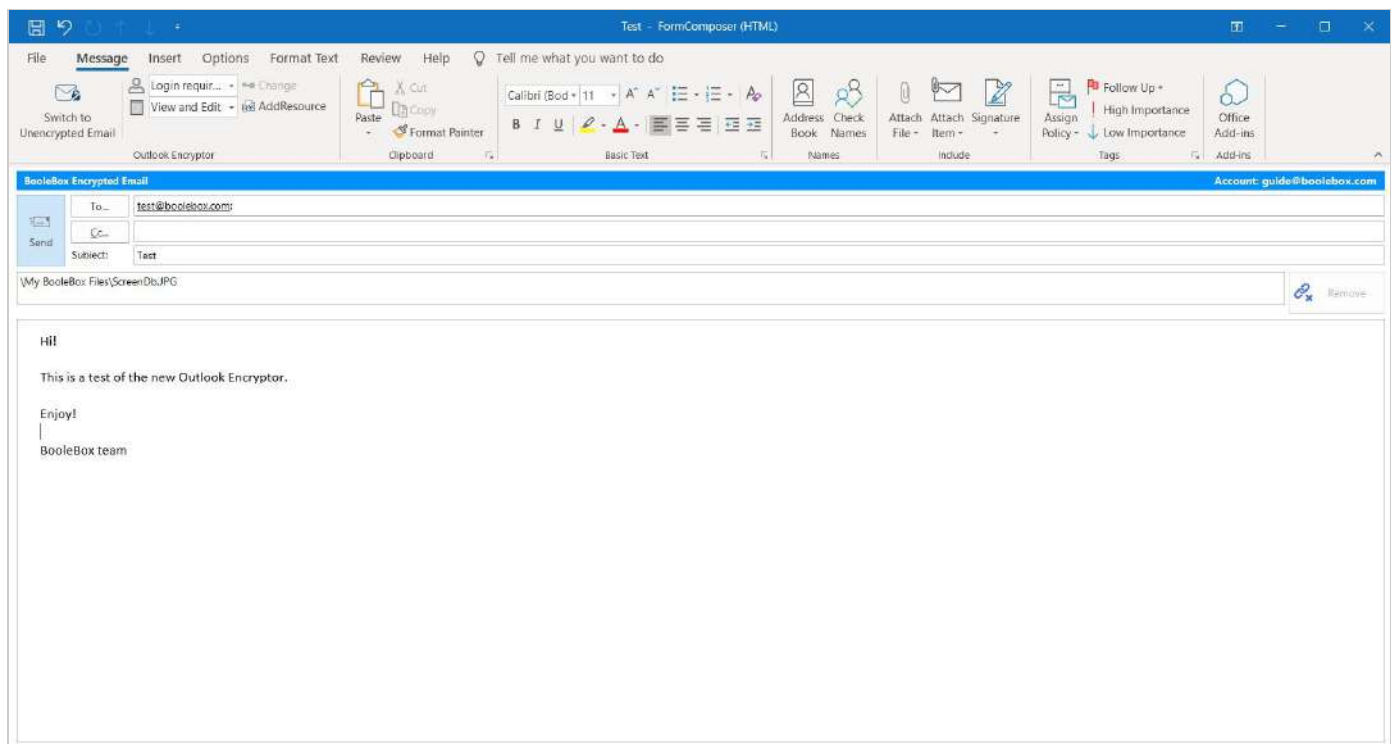 Test - FormComposer (HTML)
File Message Insert Options Format Text Review Help Tell me what you want to do
Switch to Unencrypted Email
Login requir... Change
View and Edit AddResource
Outlook Encryptor
Paste
Cut
Copy
Format Painter
Clipboard
Calibri (Bod 11 A A
B I U A
Basic Text
Address Book
Check Names
Names
Attach File
Attach Item
Signature
Include
Assign Policy
Follow Up
High Importance
Low Importance
Tags
Office Add-ins
Add-ins
BooleBox Encrypted Email Account: guide@boolebox.com
Send
To... test@boolebox.com;
Cc...
Subject: Test
\My BooleBox Files\ScreenDb.JPG
Remove
Hi!
This is a test of the new Outlook Encryptor.
Enjoy!
BooleBox team